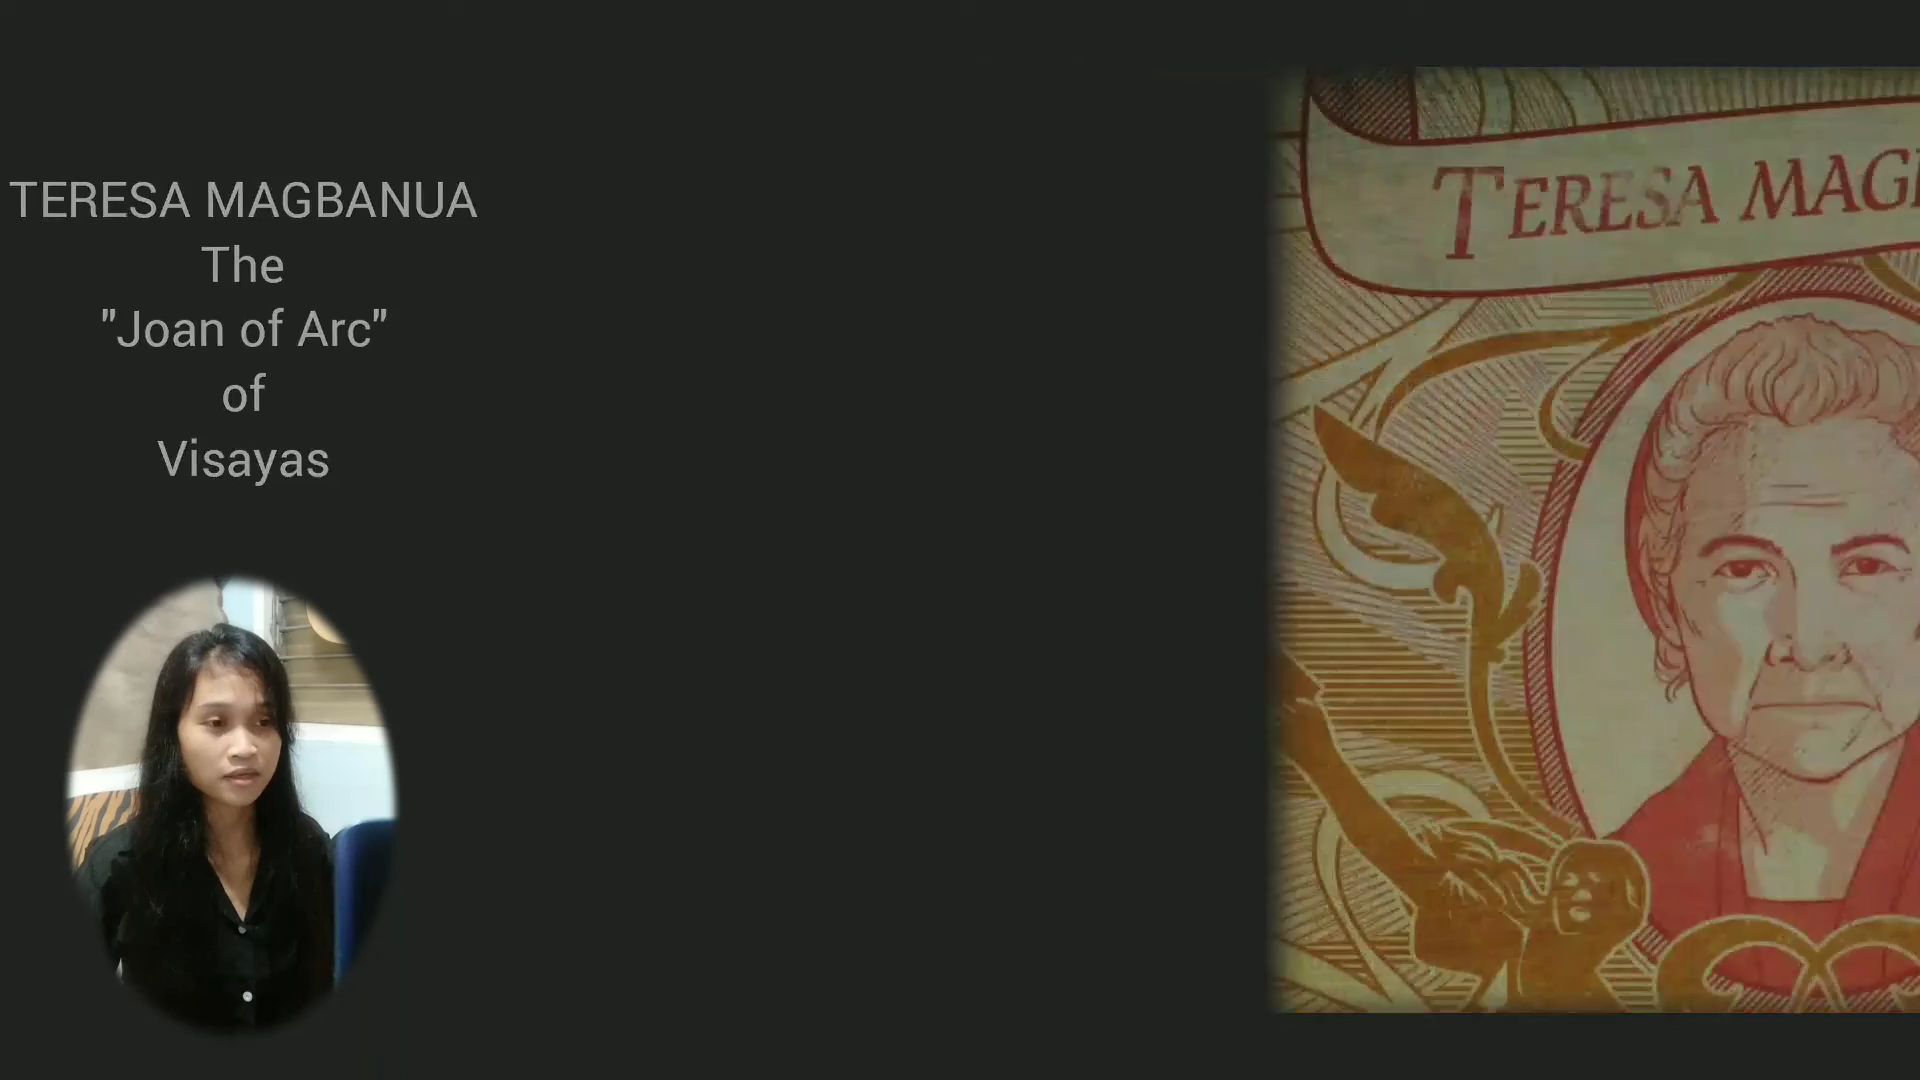 TERESA MAGBANUA
The
"Joan of Arc"
of
Visayas
TERESA MAG